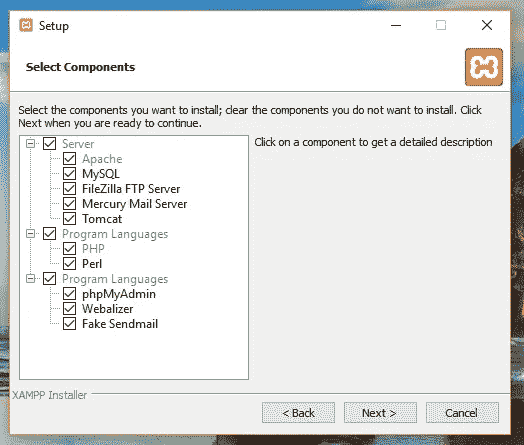 Setup
Select Components
Select the components you want to install; clear the components you do not want to install. Click
Next when you are ready to continue.
Server
Apache
MySQL
FileZilla FTP Server
Mercury Mail Server
Tomcat
Program Languages
PHP
Perl
Program Languages
phpMyAdmin
Webalizer
Fake Sendmail
Click on a component to get a detailed description
XAMPP Installer
< Back
Next >
Cancel